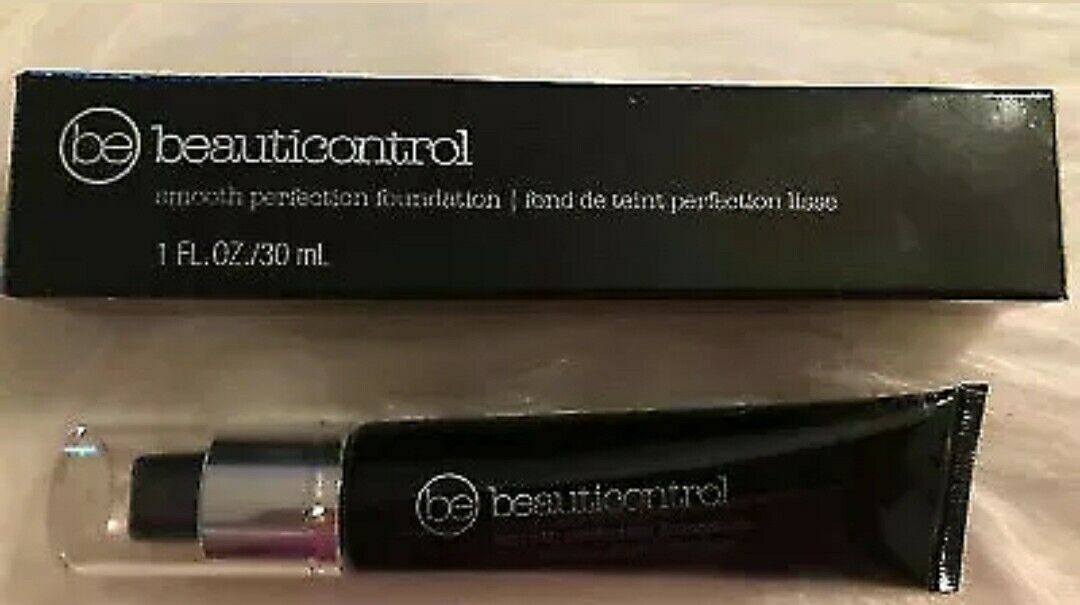 be beauticontrol
smooth perfection foundation | fond de teint perfection lisse
1 FL.OZ./30 ml.
be beauticontrol